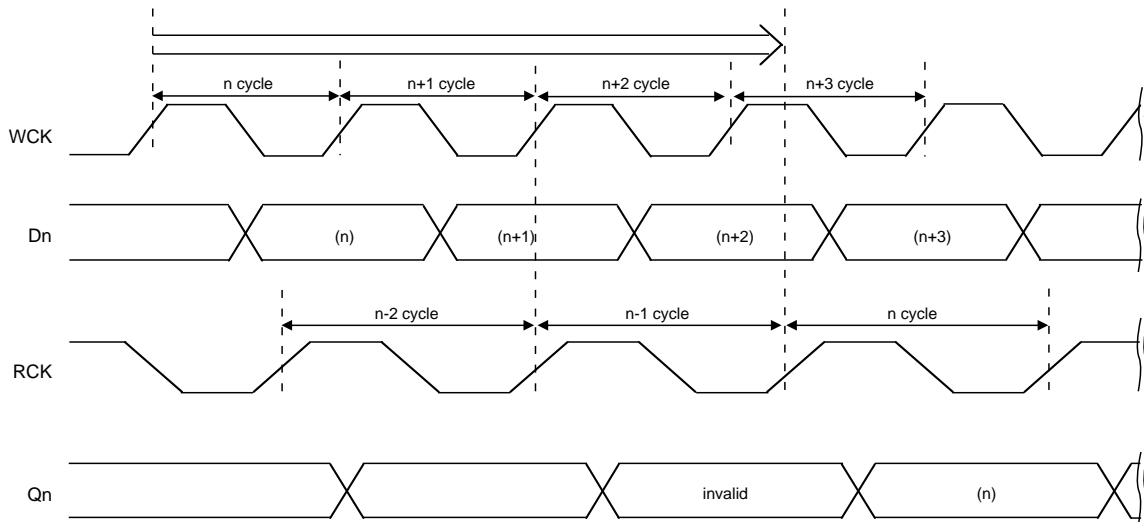 n cycle
n+1 cycle
n+2 cycle
n+3 cycle
WCK
Dn
(n)
(n+1)
(n+2)
(n+3)
n-2 cycle
n-1 cycle
n cycle
RCK
Qn
invalid
(n)